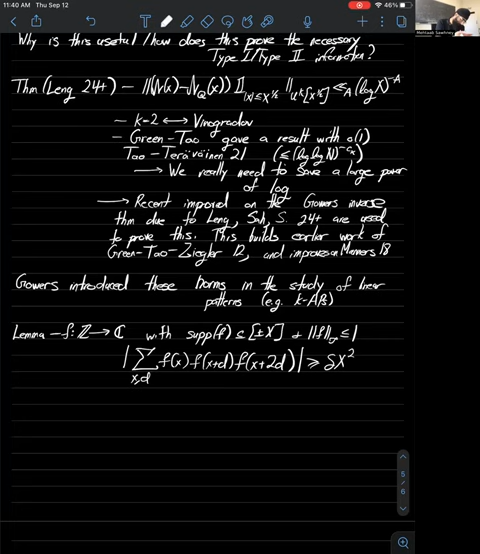 11:40 AM Thu Sep 12
46%
Mehtaab Sawhney
Why is this useful / how does this prove the necessary
Type I / Type II information?
Thm (Leng 24+) – ‖(Λ(x) – Λ_Q(x)) 𝟙_{|x| ≤ X^{1/2}} ‖_{U^k[X^{1/2}]} ≪_A (log X)^{-A}
– k=2 ⟷ Vinogradov
– Green-Tao gave a result with o(1)
Tao – Teräväinen 21 (≤ (log log N)^{-c_k})
→ We really need to save a large power
of log
→ Recent improved on the Gowers inverse
thm due to Leng, Sah, S. 24+ are used
to prove this. This builds earlier work of
Green-Tao-Ziegler 12, and improves on Manners 18
Gowers introduced these norms in the study of linear
patterns (e.g. k-APs)
Lemma – f: ℤ → ℂ with supp(f) ⊆ [±X] + ‖f‖_∞ ≤ 1
| ∑_{x,d} f(x) f(x+d) f(x+2d) | ≥ δX²
5
6